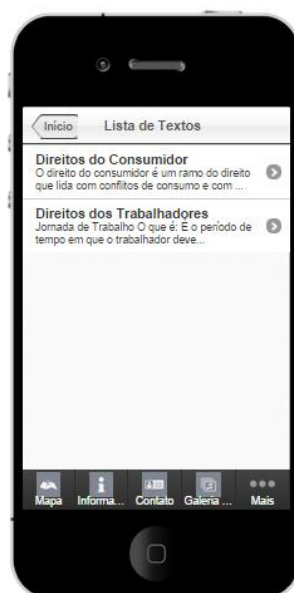 Início
Lista de Textos
Direitos do Consumidor
O direito do consumidor é um ramo do direito
que lida com conflitos de consumo e com ...
Direitos dos Trabalhadores
Jornada de Trabalho O que é: É o período de
tempo em que o trabalhador deve...
Mapa
Informa...
Contato
Galeria ...
Mais